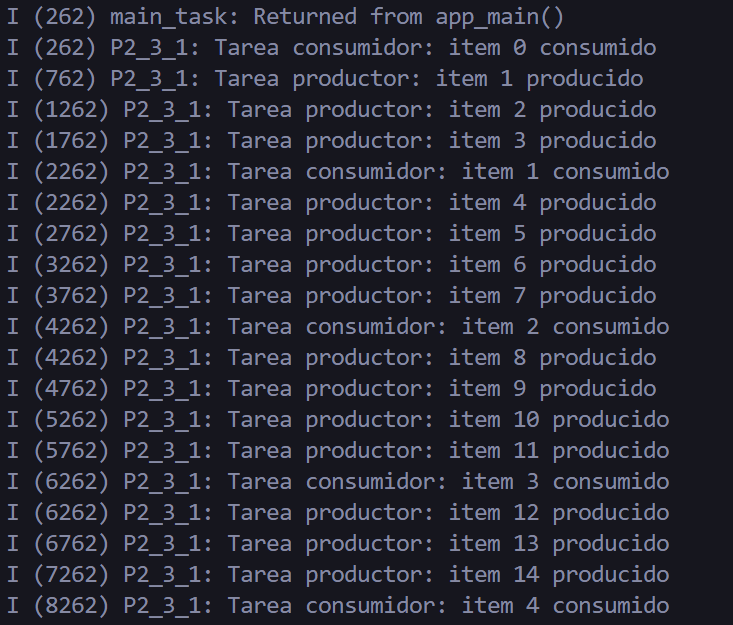 I (262) main_task: Returned from app_main()
I (262) P2_3_1: Tarea consumidor: item 0 consumido
I (762) P2_3_1: Tarea productor: item 1 producido
I (1262) P2_3_1: Tarea productor: item 2 producido
I (1762) P2_3_1: Tarea productor: item 3 producido
I (2262) P2_3_1: Tarea consumidor: item 1 consumido
I (2262) P2_3_1: Tarea productor: item 4 producido
I (2762) P2_3_1: Tarea productor: item 5 producido
I (3262) P2_3_1: Tarea productor: item 6 producido
I (3762) P2_3_1: Tarea productor: item 7 producido
I (4262) P2_3_1: Tarea consumidor: item 2 consumido
I (4262) P2_3_1: Tarea productor: item 8 producido
I (4762) P2_3_1: Tarea productor: item 9 producido
I (5262) P2_3_1: Tarea productor: item 10 producido
I (5762) P2_3_1: Tarea productor: item 11 producido
I (6262) P2_3_1: Tarea consumidor: item 3 consumido
I (6262) P2_3_1: Tarea productor: item 12 producido
I (6762) P2_3_1: Tarea productor: item 13 producido
I (7262) P2_3_1: Tarea productor: item 14 producido
I (8262) P2_3_1: Tarea consumidor: item 4 consumido